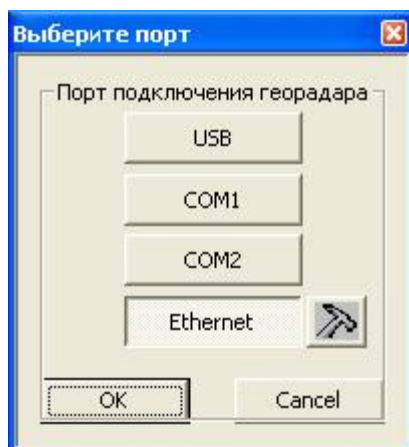 Выберите порт
Порт подключения георадара
USB
COM1
COM2
Ethernet
OK
Cancel